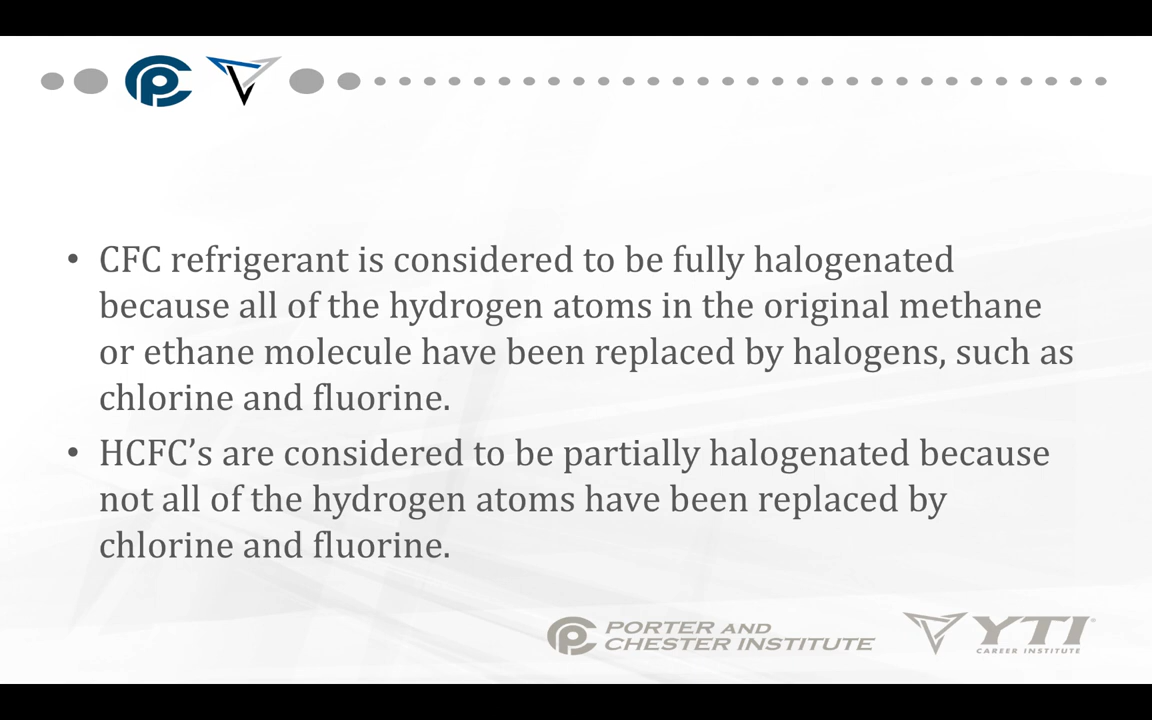 • CFC refrigerant is considered to be fully halogenated
because all of the hydrogen atoms in the original methane
or ethane molecule have been replaced by halogens, such as
chlorine and fluorine.
• HCFC’s are considered to be partially halogenated because
not all of the hydrogen atoms have been replaced by
chlorine and fluorine.
PORTER AND
CHESTER INSTITUTE
YTI
CAREER INSTITUTE